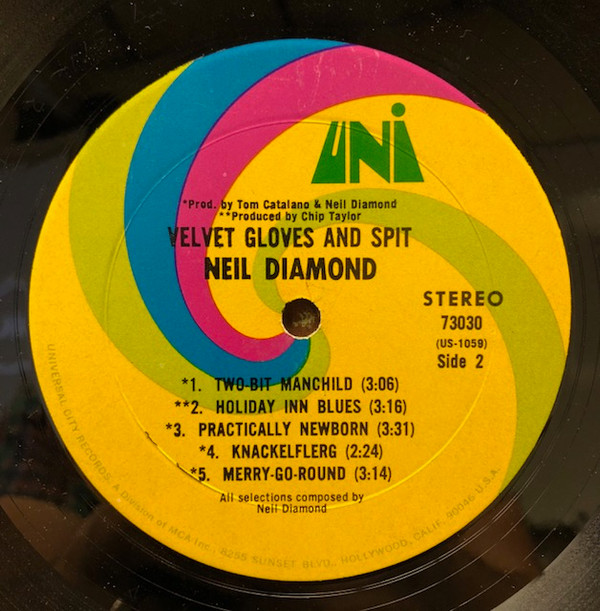 UNi
*Prod. by Tom Catalano & Neil Diamond
**Produced by Chip Taylor
VELVET GLOVES AND SPIT
NEIL DIAMOND
STEREO
73030
(US-1059)
Side 2
*1. TWO-BIT MANCHILD (3:06)
**2. HOLIDAY INN BLUES (3:16)
*3. PRACTICALLY NEWBORN (3:31)
*4. KNACKELFLERG (2:24)
*5. MERRY-GO-ROUND (3:14)
All selections composed by
Neil Diamond
UNIVERSAL CITY RECORDS, A Division of MCA Inc., 8255 SUNSET BLVD., HOLLYWOOD, CALIF. 90046 U.S.A.